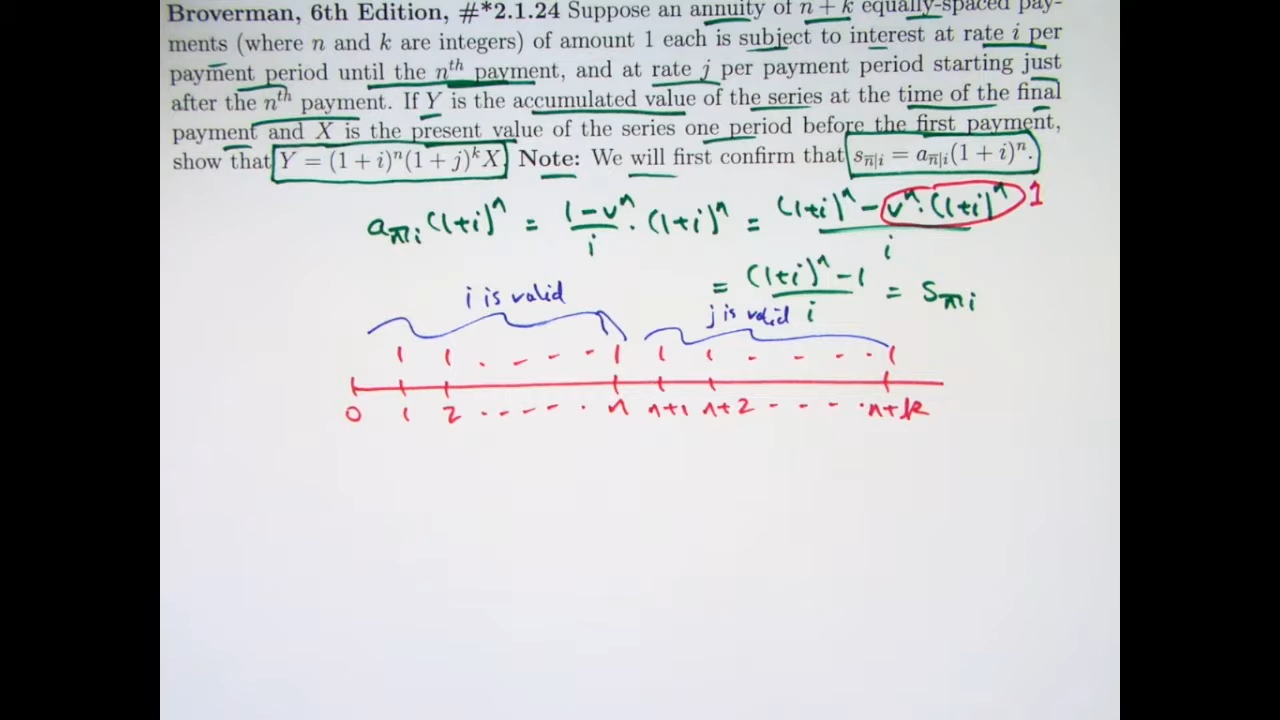 Broverman, 6th Edition, #*2.1.24 Suppose an annuity of n + k equally-spaced pay-
ments (where n and k are integers) of amount 1 each is subject to interest at rate i per
payment period until the nth payment, and at rate j per payment period starting just
after the nth payment. If Y is the accumulated value of the series at the time of the final
payment and X is the present value of the series one period before the first payment,
show that Y = (1 + i)^n(1 + j)^k X. Note: We will first confirm that s_n̅|i = a_n̅|i(1 + i)^n.
a_n̅|i (1+i)^n = (1-v^n)/i · (1+i)^n = ((1+i)^n - v^n·(1+i)^n)/i 1
= ((1+i)^n - 1)/i = s_n̅|i
i is valid j is valid
1 1 . - - - 1 1 1 - - - . 1
0 1 2 . - - - - . n n+1 n+2 - - - - . n+k